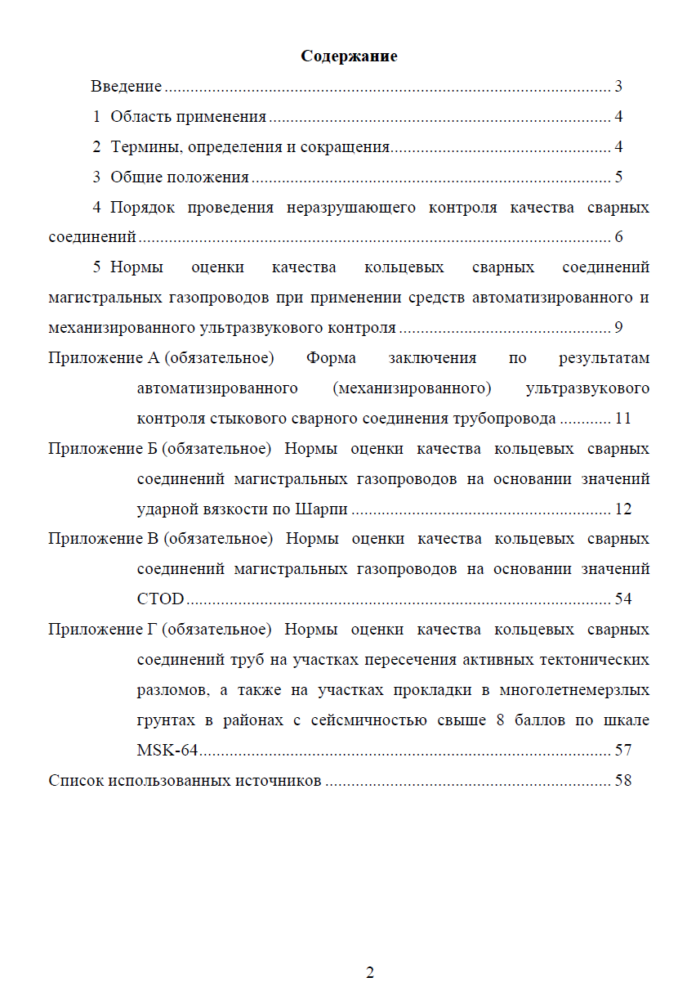 Содержание
Введение ........................................................................................................ 3
1 Область применения ................................................................................ 4
2 Термины, определения и сокращения.................................................... 4
3 Общие положения .................................................................................... 5
4 Порядок проведения неразрушающего контроля качества сварных
соединений .............................................................................................................. 6
5 Нормы оценки качества кольцевых сварных соединений
магистральных газопроводов при применении средств автоматизированного и
механизированного ультразвукового контроля .................................................. 9
Приложение А (обязательное) Форма заключения по результатам
автоматизированного (механизированного) ультразвукового
контроля стыкового сварного соединения трубопровода ............ 11
Приложение Б (обязательное) Нормы оценки качества кольцевых сварных
соединений магистральных газопроводов на основании значений
ударной вязкости по Шарпи ............................................................. 12
Приложение В (обязательное) Нормы оценки качества кольцевых сварных
соединений магистральных газопроводов на основании значений
CTOD ................................................................................................... 54
Приложение Г (обязательное) Нормы оценки качества кольцевых сварных
соединений труб на участках пересечения активных тектонических
разломов, а также на участках прокладки в многолетнемерзлых
грунтах в районах с сейсмичностью свыше 8 баллов по шкале
MSK-64................................................................................................ 57
Список использованных источников ................................................................... 58
2